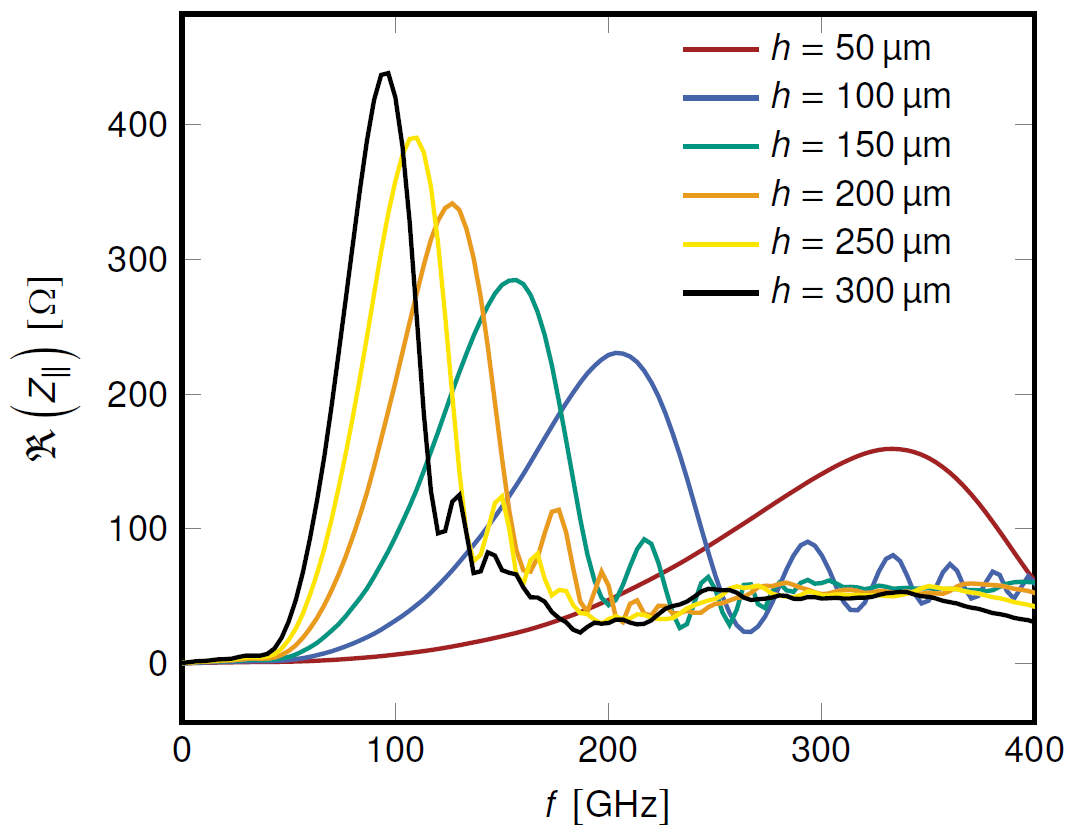 h = 50 μm
h = 100 μm
h = 150 μm
h = 200 μm
h = 250 μm
h = 300 μm
400
300
200
100
0
ℜ (Z∥) [Ω]
0 100 200 300 400
f [GHz]